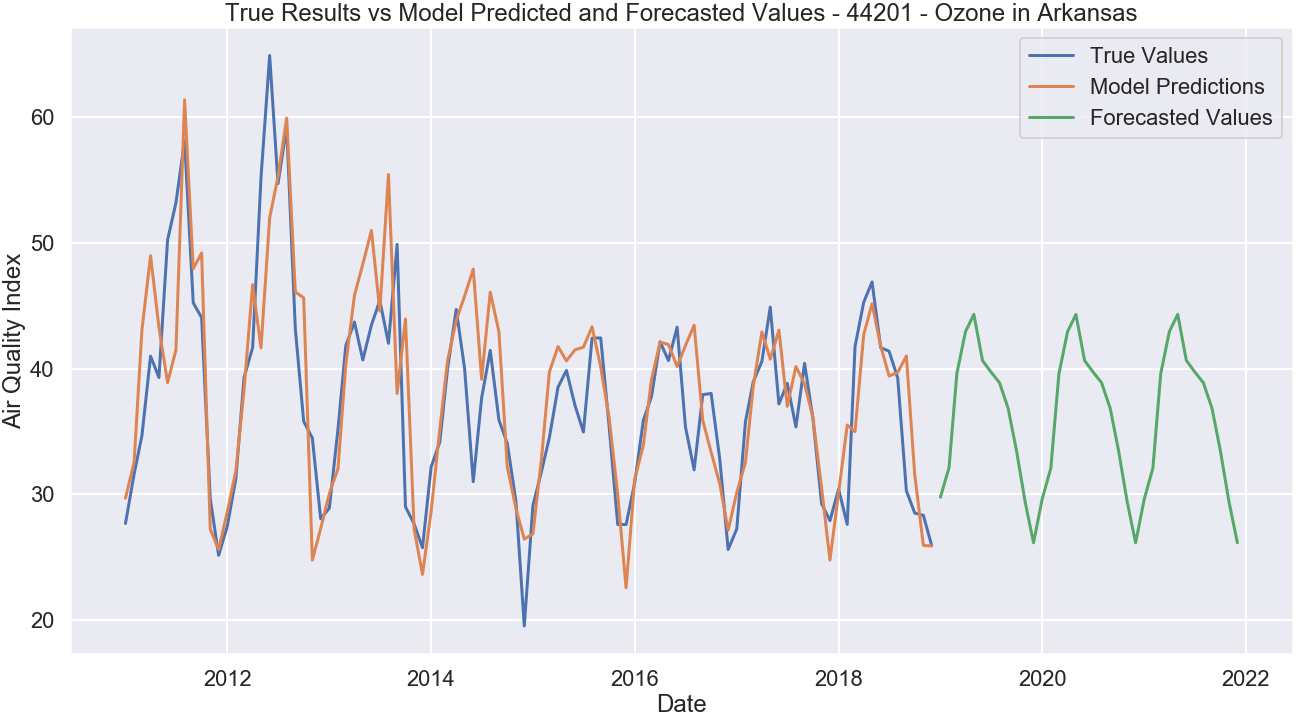 True Results vs Model Predicted and Forecasted Values - 44201 - Ozone in Arkansas
True Values
Model Predictions
Forecasted Values
Air Quality Index
60
50
40
30
20
2012
2014
2016
2018
2020
2022
Date